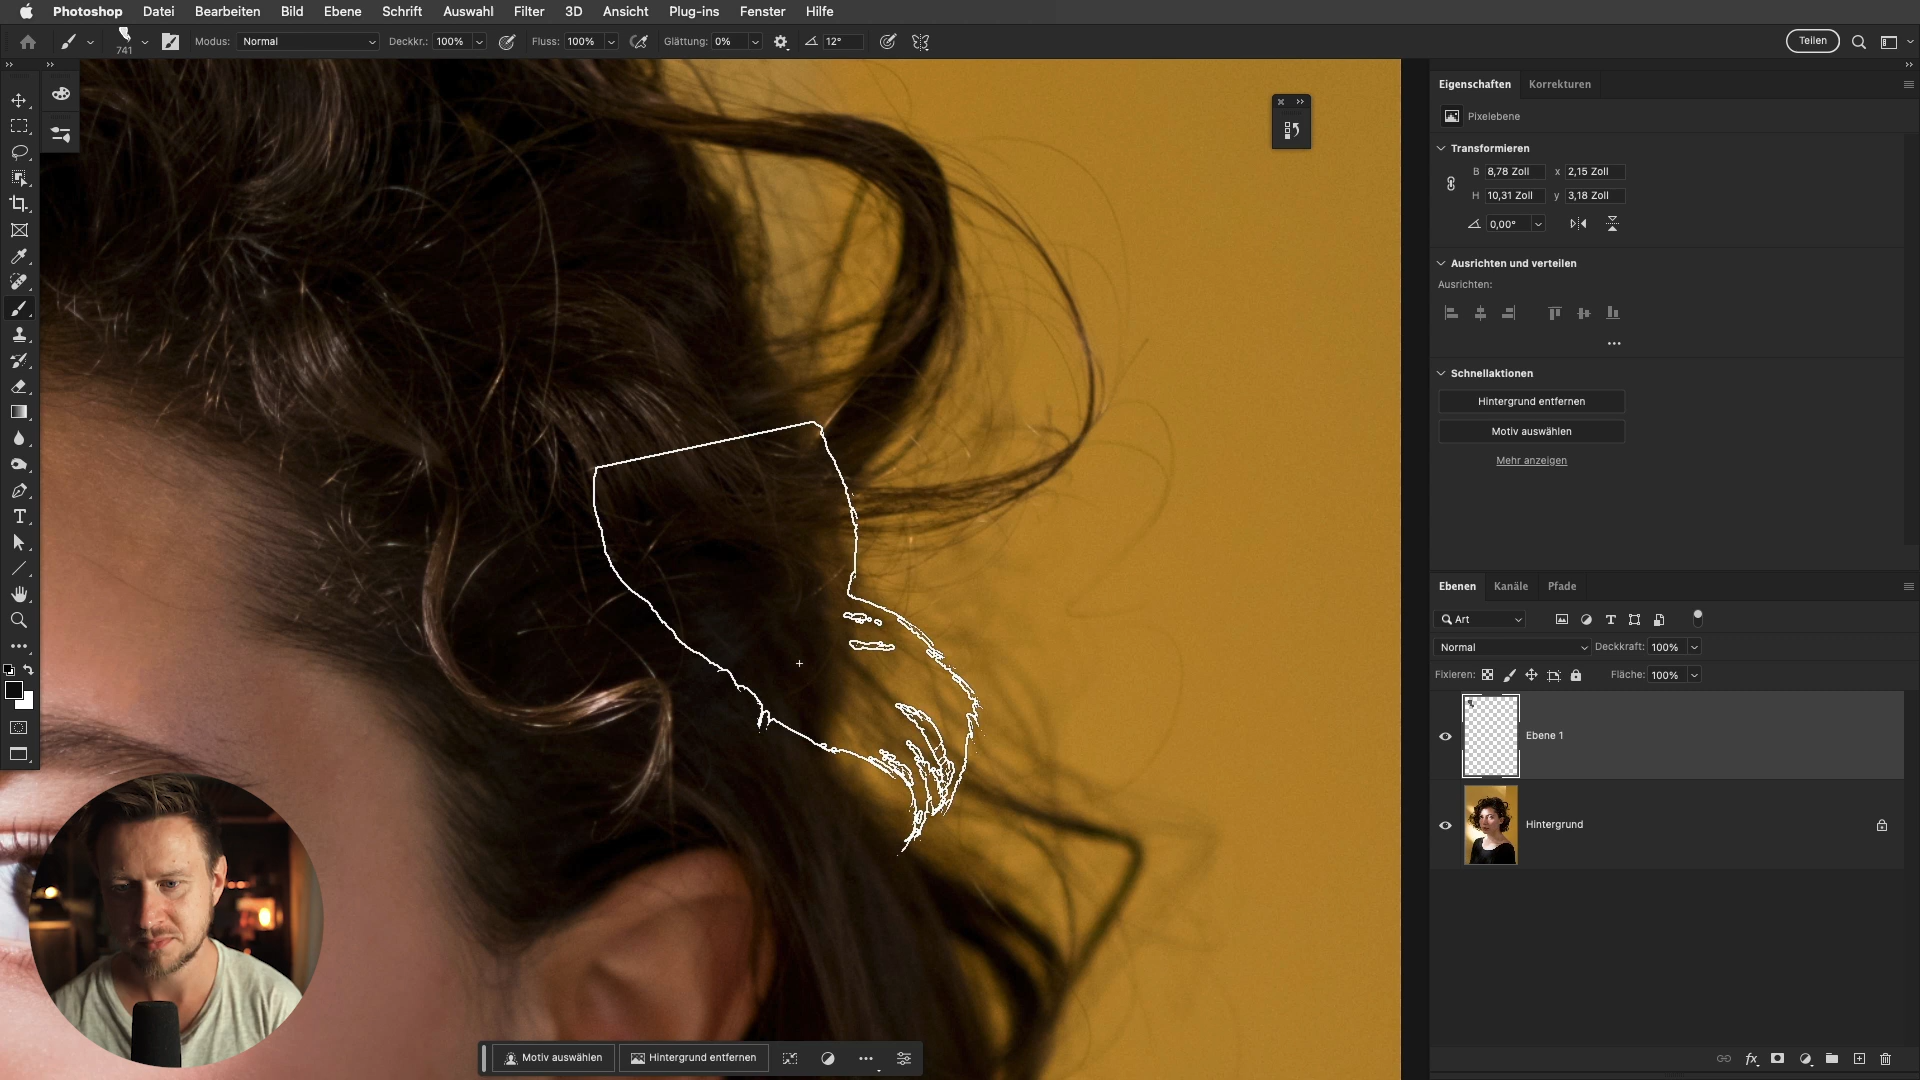 Photoshop Datei Bearbeiten Bild Ebene Schrift Auswahl Filter 3D Ansicht Plug-ins Fenster Hilfe
741 Modus: Normal Deckkr.: 100% Fluss: 100% Glättung: 0% 12° Teilen
Eigenschaften Korrekturen
Pixelebene
Transformieren
B 8,78 Zoll x 2,15 Zoll
H 10,31 Zoll y 3,18 Zoll
0,00°
Ausrichten und verteilen
Ausrichten:
Schnellaktionen
Hintergrund entfernen
Motiv auswählen
Mehr anzeigen
Ebenen Kanäle Pfade
Art
Normal Deckkraft: 100%
Fixieren: Fläche: 100%
Ebene 1
Hintergrund
Motiv auswählen Hintergrund entfernen